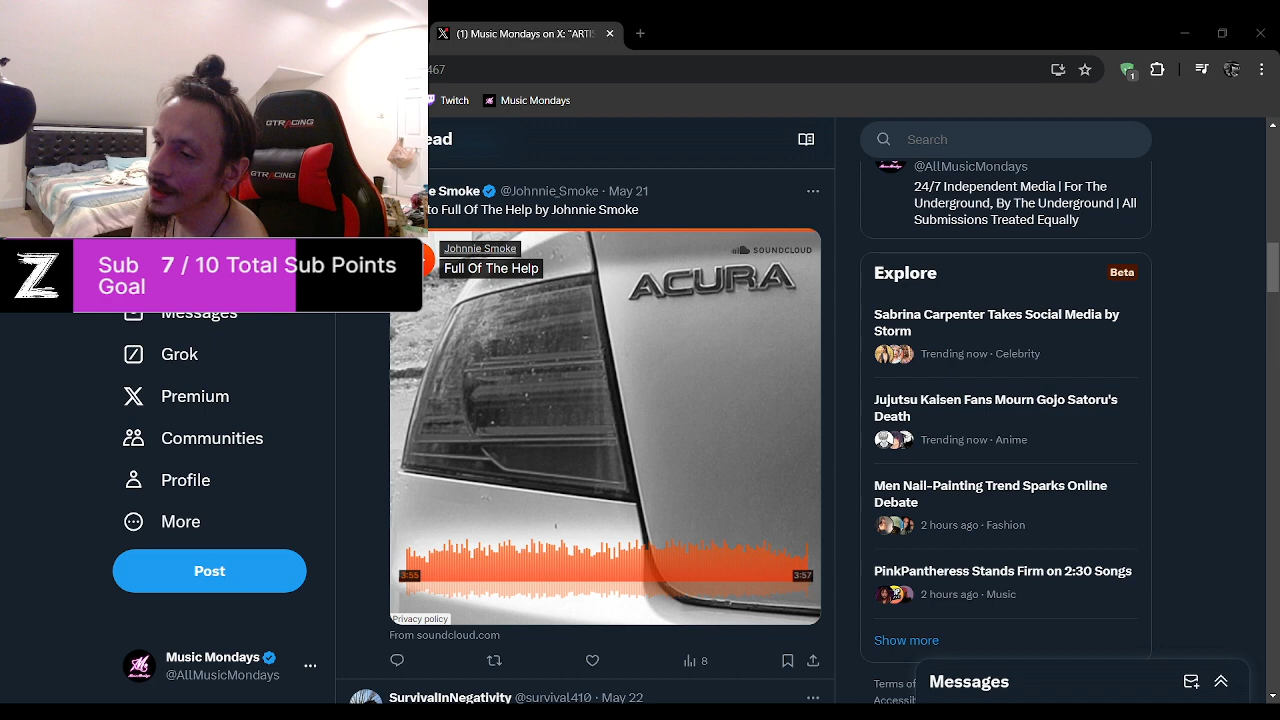 (1) Music Mondays on X: "ARTIS
467
Twitch
Music Mondays
GTRACING
GTRACING
Sub Goal
7 / 10 Total Sub Points
Messages
Grok
Premium
Communities
Profile
More
Post
Music Mondays
@AllMusicMondays
ead
e Smoke @Johnnie_Smoke · May 21
to Full Of The Help by Johnnie Smoke
Johnnie Smoke
Full Of The Help
SOUNDCLOUD
ACURA
3:55
3:57
Privacy policy
From soundcloud.com
8
SurvivalInNegativity @survival410 · May 22
Search
@AllMusicMondays
24/7 Independent Media | For The
Underground, By The Underground | All
Submissions Treated Equally
Explore
Beta
Sabrina Carpenter Takes Social Media by
Storm
Trending now · Celebrity
Jujutsu Kaisen Fans Mourn Gojo Satoru's
Death
Trending now · Anime
Men Nail-Painting Trend Sparks Online
Debate
2 hours ago · Fashion
PinkPantheress Stands Firm on 2:30 Songs
2 hours ago · Music
Show more
Terms of
Accessib
Messages